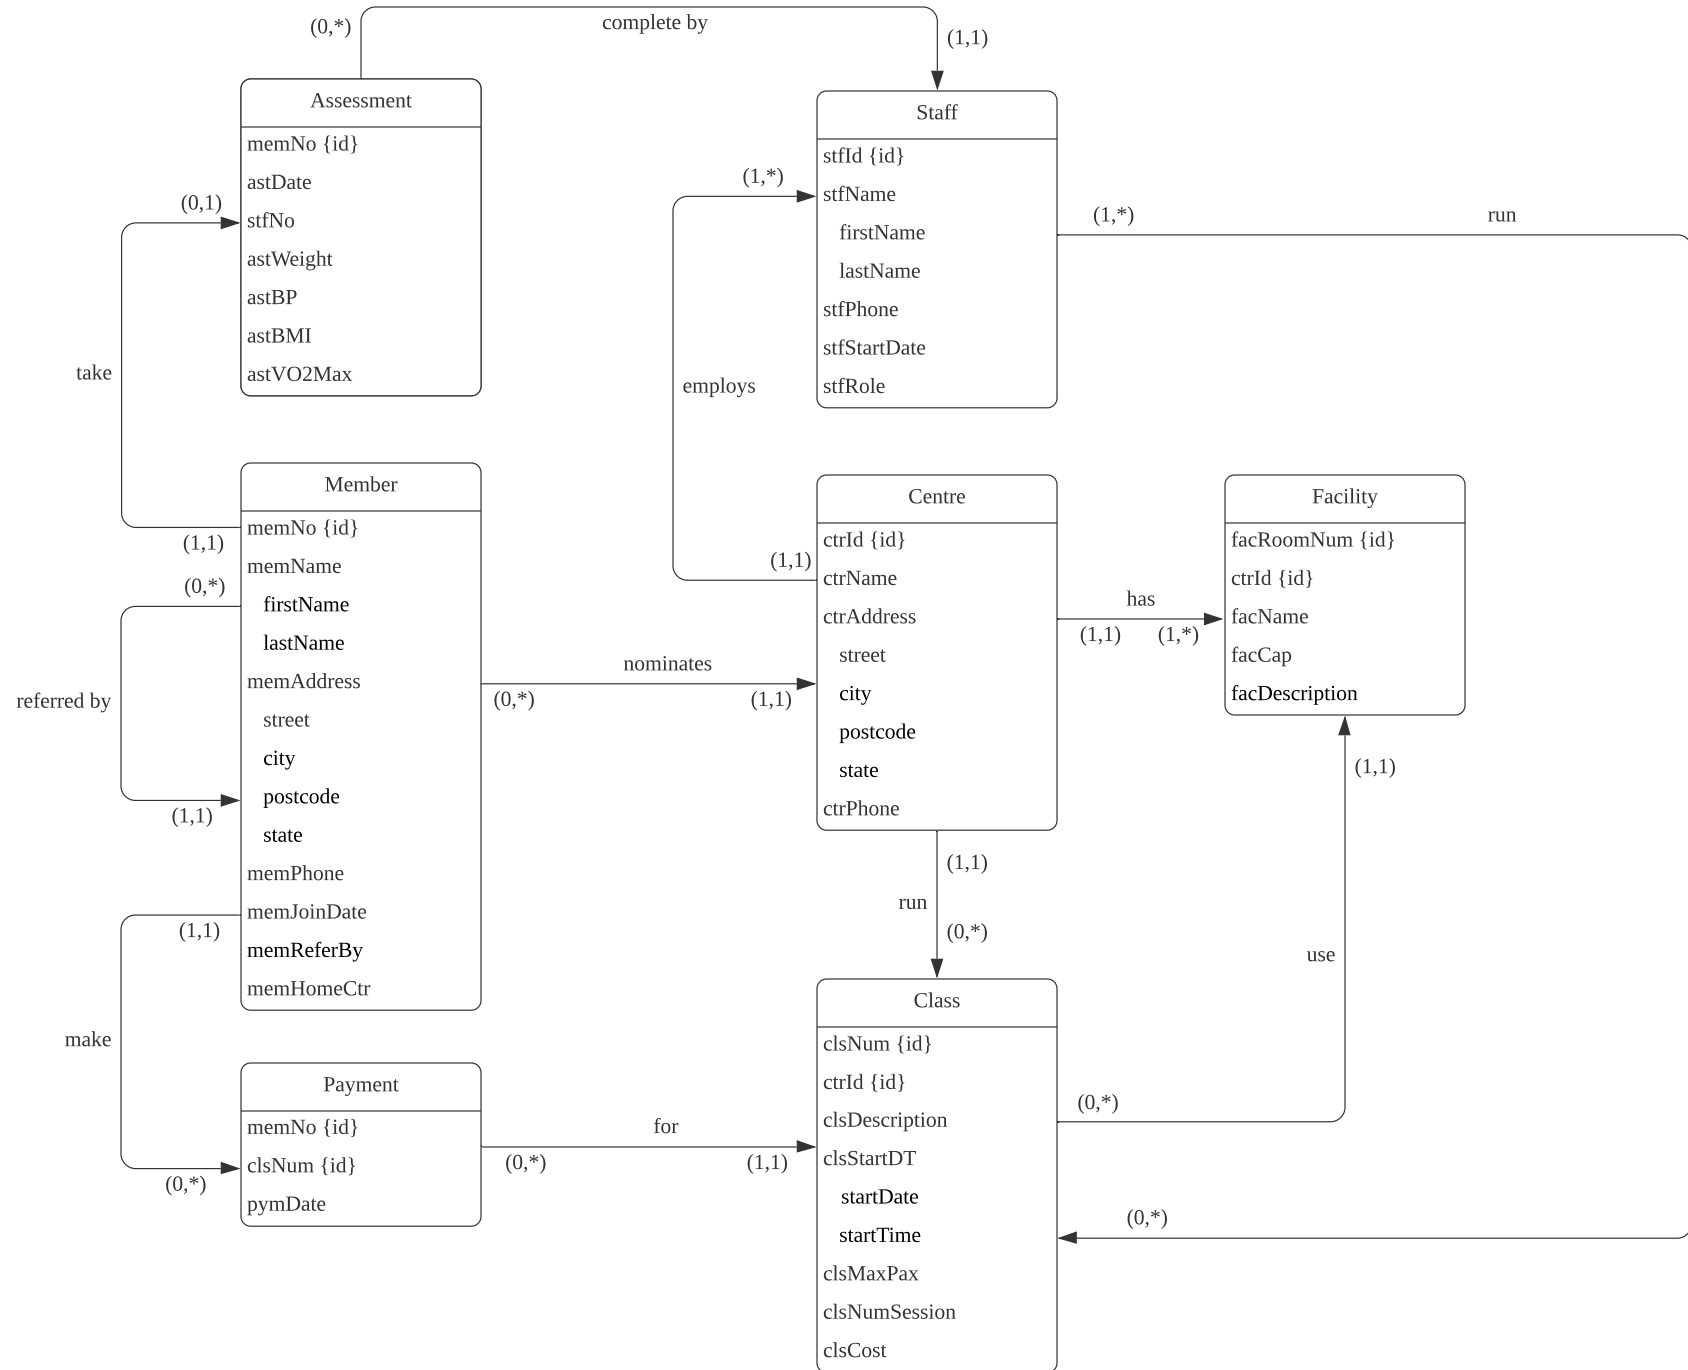 (0,*)
complete by
(1,1)
Assessment
memNo {id}
astDate
stfNo
astWeight
astBP
astBMI
astVO2Max
Staff
stfId {id}
stfName
firstName
lastName
stfPhone
stfStartDate
stfRole
(0,1)
take
(1,1)
(1,*)
employs
(1,1)
(1,*)
run
Member
memNo {id}
memName
firstName
lastName
memAddress
street
city
postcode
state
memPhone
memJoinDate
memReferBy
memHomeCtr
(0,*)
referred by
(1,1)
nominates
(0,*)
(1,1)
Centre
ctrId {id}
ctrName
ctrAddress
street
city
postcode
state
ctrPhone
has
(1,1)
(1,*)
Facility
facRoomNum {id}
ctrId {id}
facName
facCap
facDescription
(1,1)
use
(0,*)
(1,1)
run
(0,*)
(1,1)
make
(0,*)
Payment
memNo {id}
clsNum {id}
pymDate
for
(0,*)
(1,1)
Class
clsNum {id}
ctrId {id}
clsDescription
clsStartDT
startDate
startTime
clsMaxPax
clsNumSession
clsCost
(0,*)